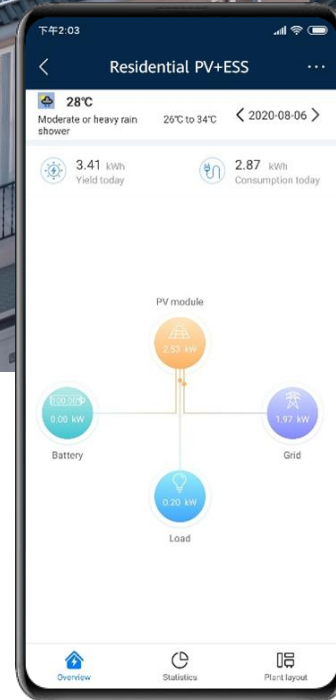 下午2:03
Residential PV+ESS
28℃
Moderate or heavy rain
shower
26℃ to 34℃
2020-08-06
3.41 kWh
Yield today
2.87 kWh
Consumption today
PV module
2.53 kW
100.00%
0.00 kW
Battery
1.97 kW
Grid
0.20 kW
Load
Overview
Statistics
Plant layout